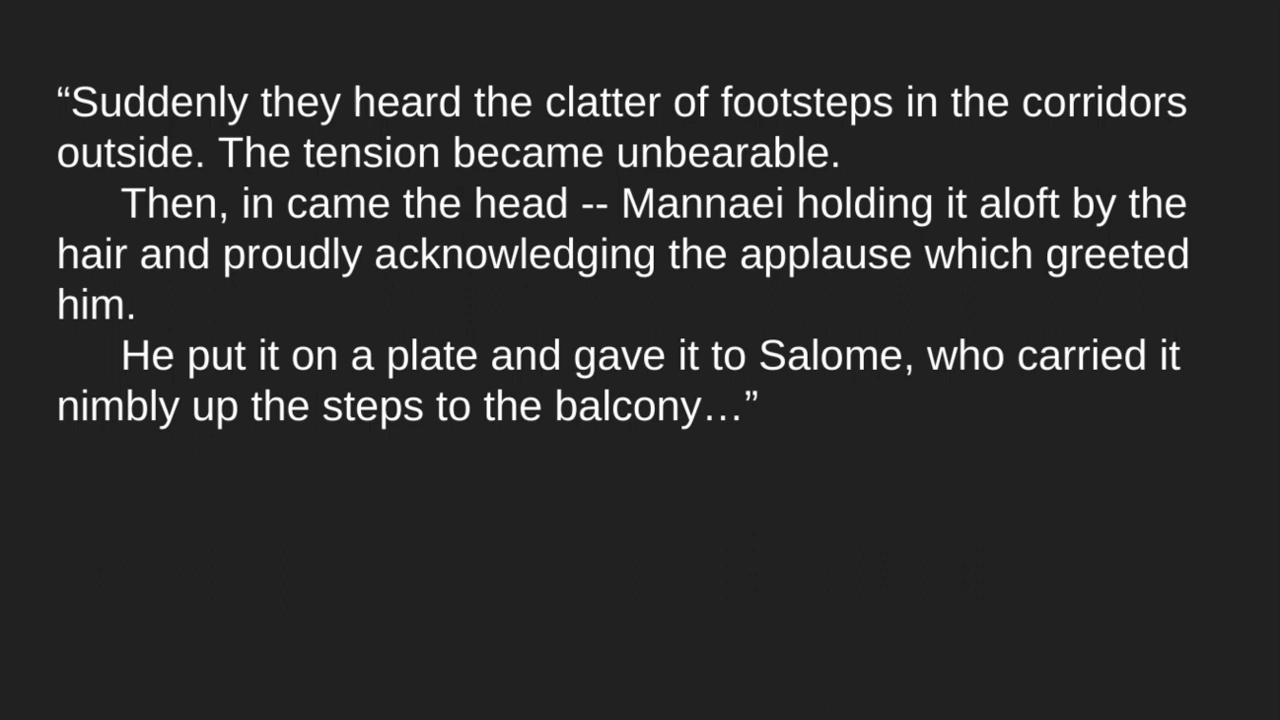 “Suddenly they heard the clatter of footsteps in the corridors
outside. The tension became unbearable.
Then, in came the head -- Mannaei holding it aloft by the
hair and proudly acknowledging the applause which greeted
him.
He put it on a plate and gave it to Salome, who carried it
nimbly up the steps to the balcony…”